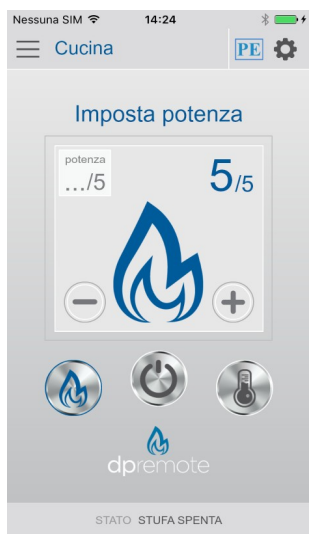 Nessuna SIM 14:24
Cucina PE
Imposta potenza
potenza
.../5
5/5
dpremote
STATO STUFA SPENTA